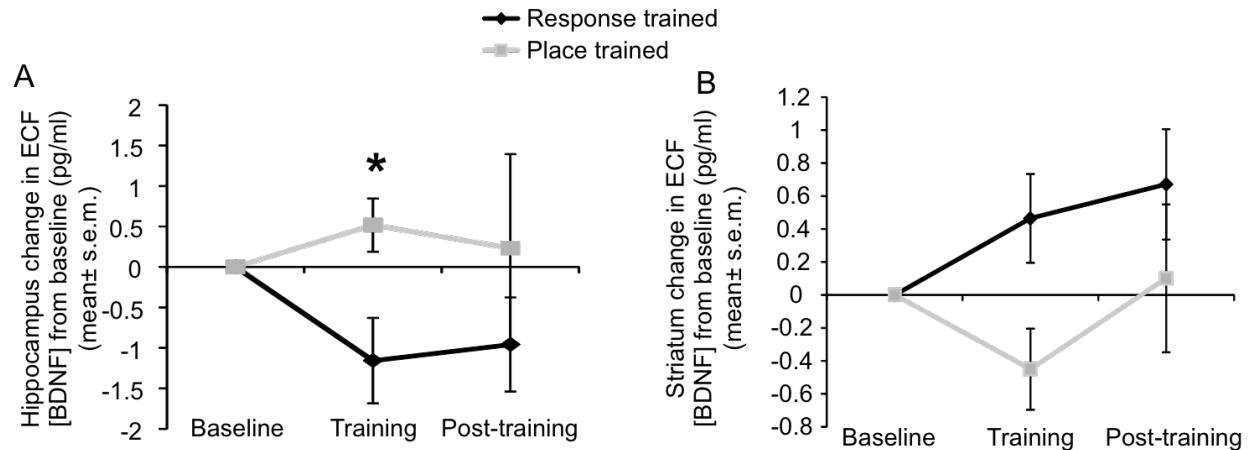 Response trained
Place trained
A
Hippocampus change in ECF
[BDNF] from baseline (pg/ml)
(mean± s.e.m.)
2
1.5
1
0.5
0
-0.5
-1
-1.5
-2
*
Baseline
Training
Post-training
B
Striatum change in ECF
[BDNF] from baseline (pg/ml)
(mean± s.e.m.)
1.2
1
0.8
0.6
0.4
0.2
0
-0.2
-0.4
-0.6
-0.8
Baseline
Training
Post-training